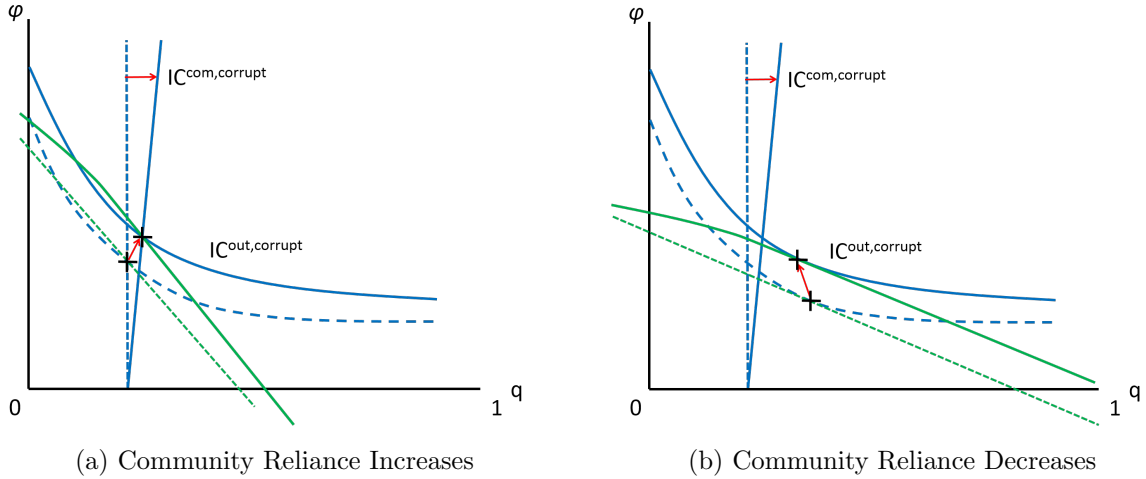 φ
IC^com,corrupt
IC^out,corrupt
0
1
q
(a) Community Reliance Increases
φ
IC^com,corrupt
IC^out,corrupt
0
1
q
(b) Community Reliance Decreases